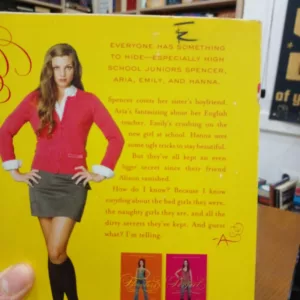 EVERYONE HAS SOMETHING
TO HIDE—ESPECIALLY HIGH
SCHOOL JUNIORS SPENCER,
ARIA, EMILY, AND HANNA.
Spencer covets her sister's boyfriend.
Aria's fantasizing about her English
teacher. Emily's crushing on the
new girl at school. Hanna uses
some ugly tricks to stay beautiful.
But they've all kept an even
bigger secret since their friend
Alison vanished.
How do I know? Because I know
everything about the bad girls they were,
the naughty girls they are, and all the
dirty secrets they've kept. And guess
what? I'm telling.
—A